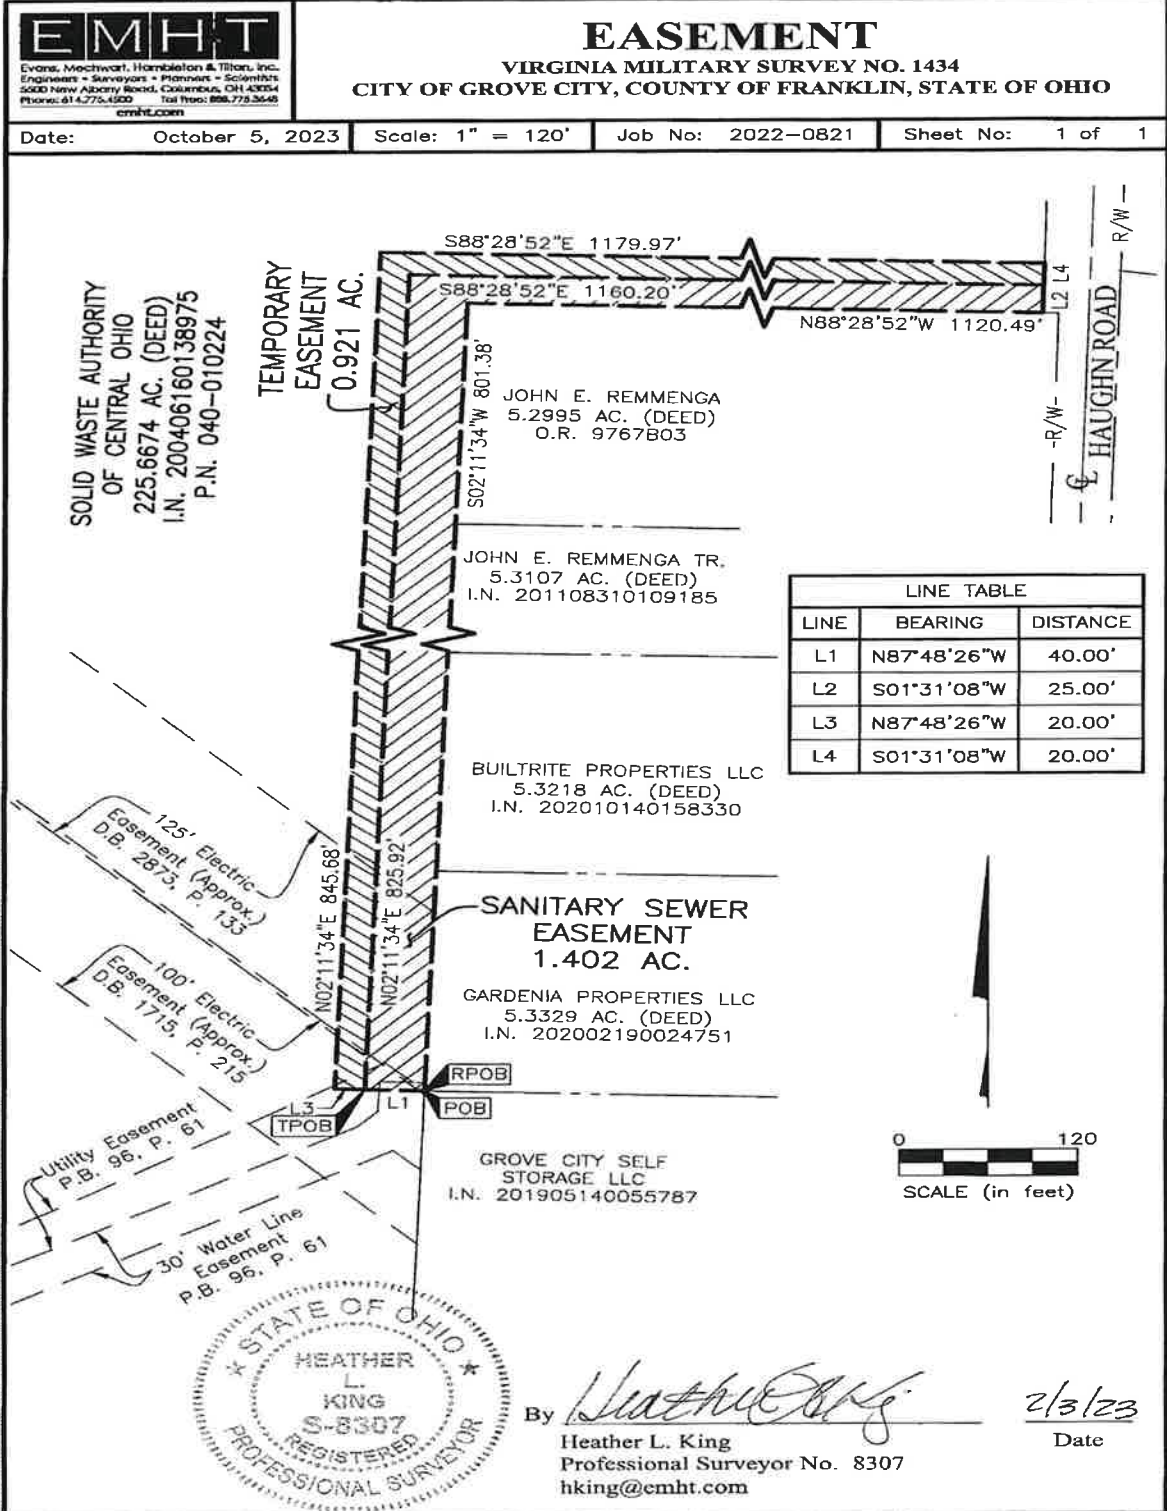 EMHT
Evans, Mechwart, Hambleton & Tilton, Inc.
Engineers • Surveyors • Planners • Scientists
5500 New Albany Road, Columbus, OH 43054
Phone: 614.775.4500 Toll Free: 888.775.3648
emht.com
EASEMENT
VIRGINIA MILITARY SURVEY NO. 1434
CITY OF GROVE CITY, COUNTY OF FRANKLIN, STATE OF OHIO
Date: October 5, 2023
Scale: 1" = 120'
Job No: 2022-0821
Sheet No: 1 of 1
SOLID WASTE AUTHORITY
OF CENTRAL OHIO
225.6674 AC. (DEED)
I.N. 200406160138975
P.N. 040-010224
TEMPORARY
EASEMENT
0.921 AC.
S88°28'52"E 1179.97'
S88°28'52"E 1160.20'
N88°28'52"W 1120.49'
L2 L4
R/W
R/W
HAUGHN ROAD
S02°11'34"W 801.38'
JOHN E. REMMENGA
5.2995 AC. (DEED)
O.R. 9767B03
JOHN E. REMMENGA TR.
5.3107 AC. (DEED)
I.N. 201108310109185
LINE TABLE
LINE BEARING DISTANCE
L1 N87°48'26"W 40.00'
L2 S01°31'08"W 25.00'
L3 N87°48'26"W 20.00'
L4 S01°31'08"W 20.00'
BUILTRITE PROPERTIES LLC
5.3218 AC. (DEED)
I.N. 202010140158330
125' Electric
Easement (Approx.)
D.B. 2873, P. 133
N02°11'34"E 845.68'
N02°11'34"E 825.92'
SANITARY SEWER
EASEMENT
1.402 AC.
100' Electric
Easement (Approx.)
D.B. 1715, P. 215
GARDENIA PROPERTIES LLC
5.3329 AC. (DEED)
I.N. 202002190024751
RPOB
POB
L3
L1
TPOB
Utility Easement
P.B. 96, P. 61
GROVE CITY SELF
STORAGE LLC
I.N. 201905140055787
0 120
SCALE (in feet)
30' Water Line
Easement
P.B. 96, P. 61
STATE OF OHIO
HEATHER
L.
KING
S-8307
REGISTERED
PROFESSIONAL SURVEYOR
By
Heather L. King
Professional Surveyor No. 8307
hking@emht.com
2/3/23
Date